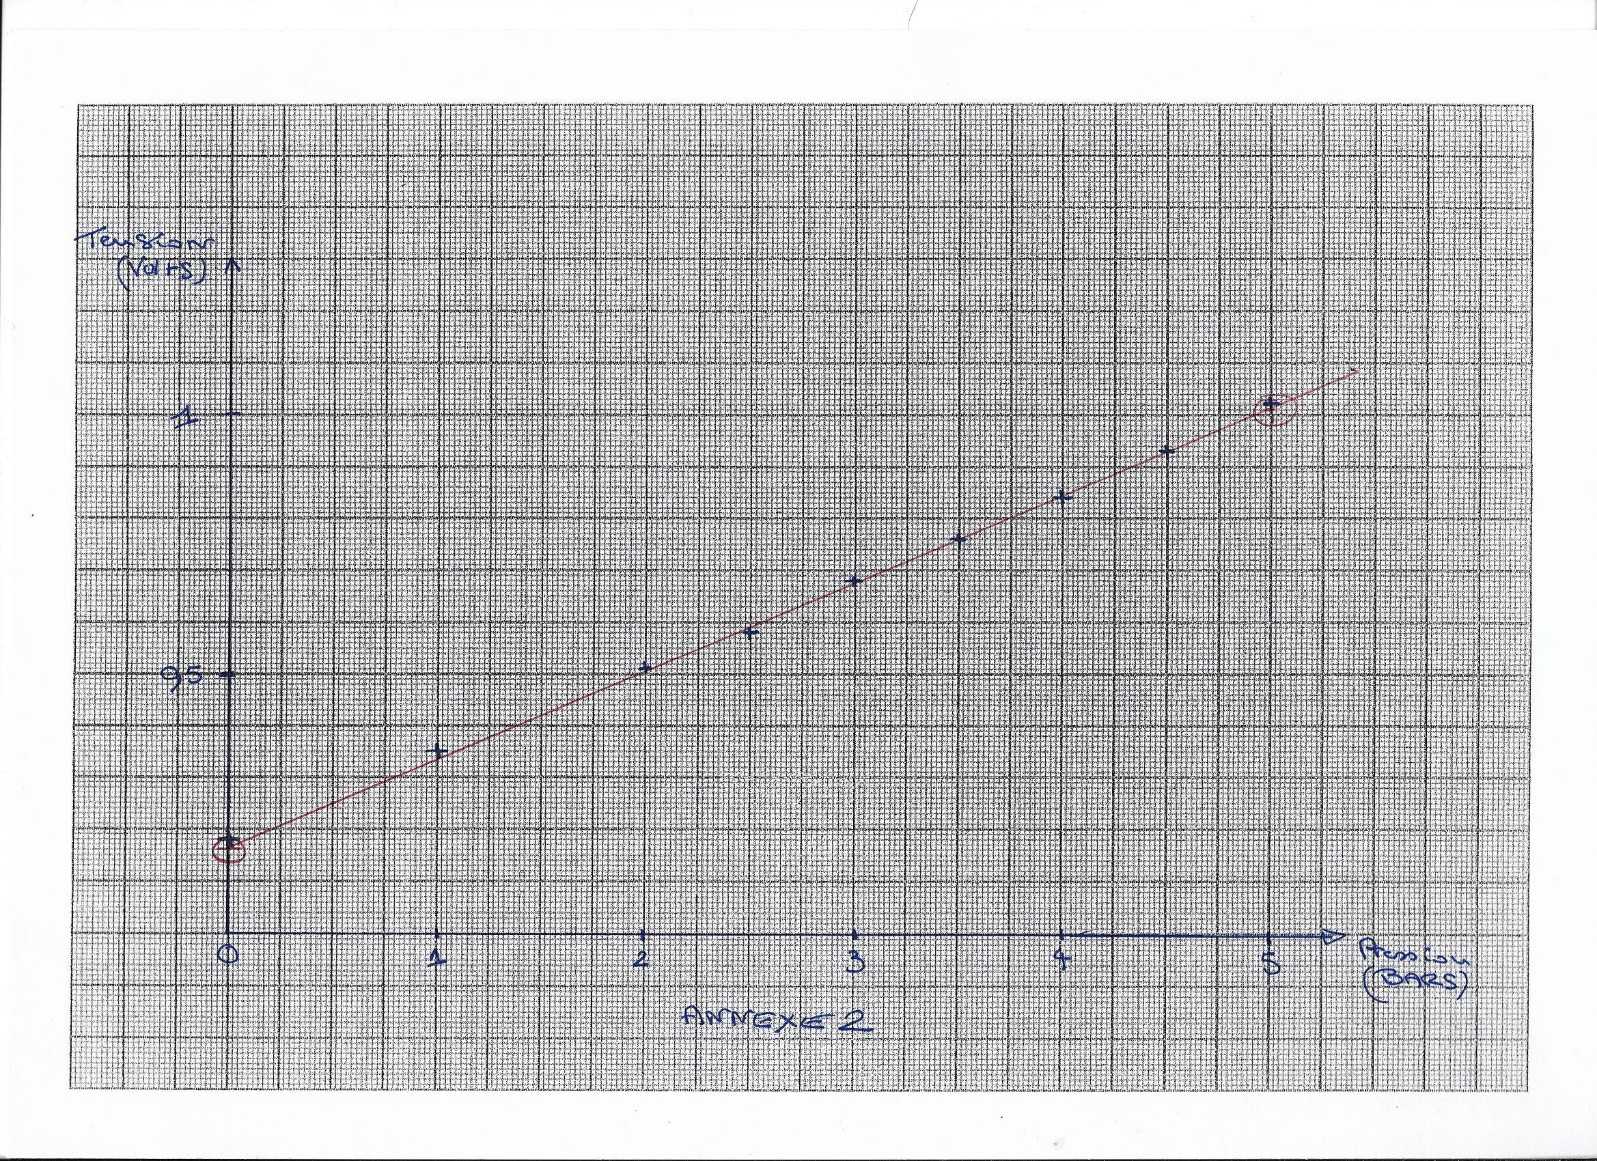 Tension
(Volts)
1
0,5
0
1
2
3
4
5
Pression
(BARS)
ANNEXE 2